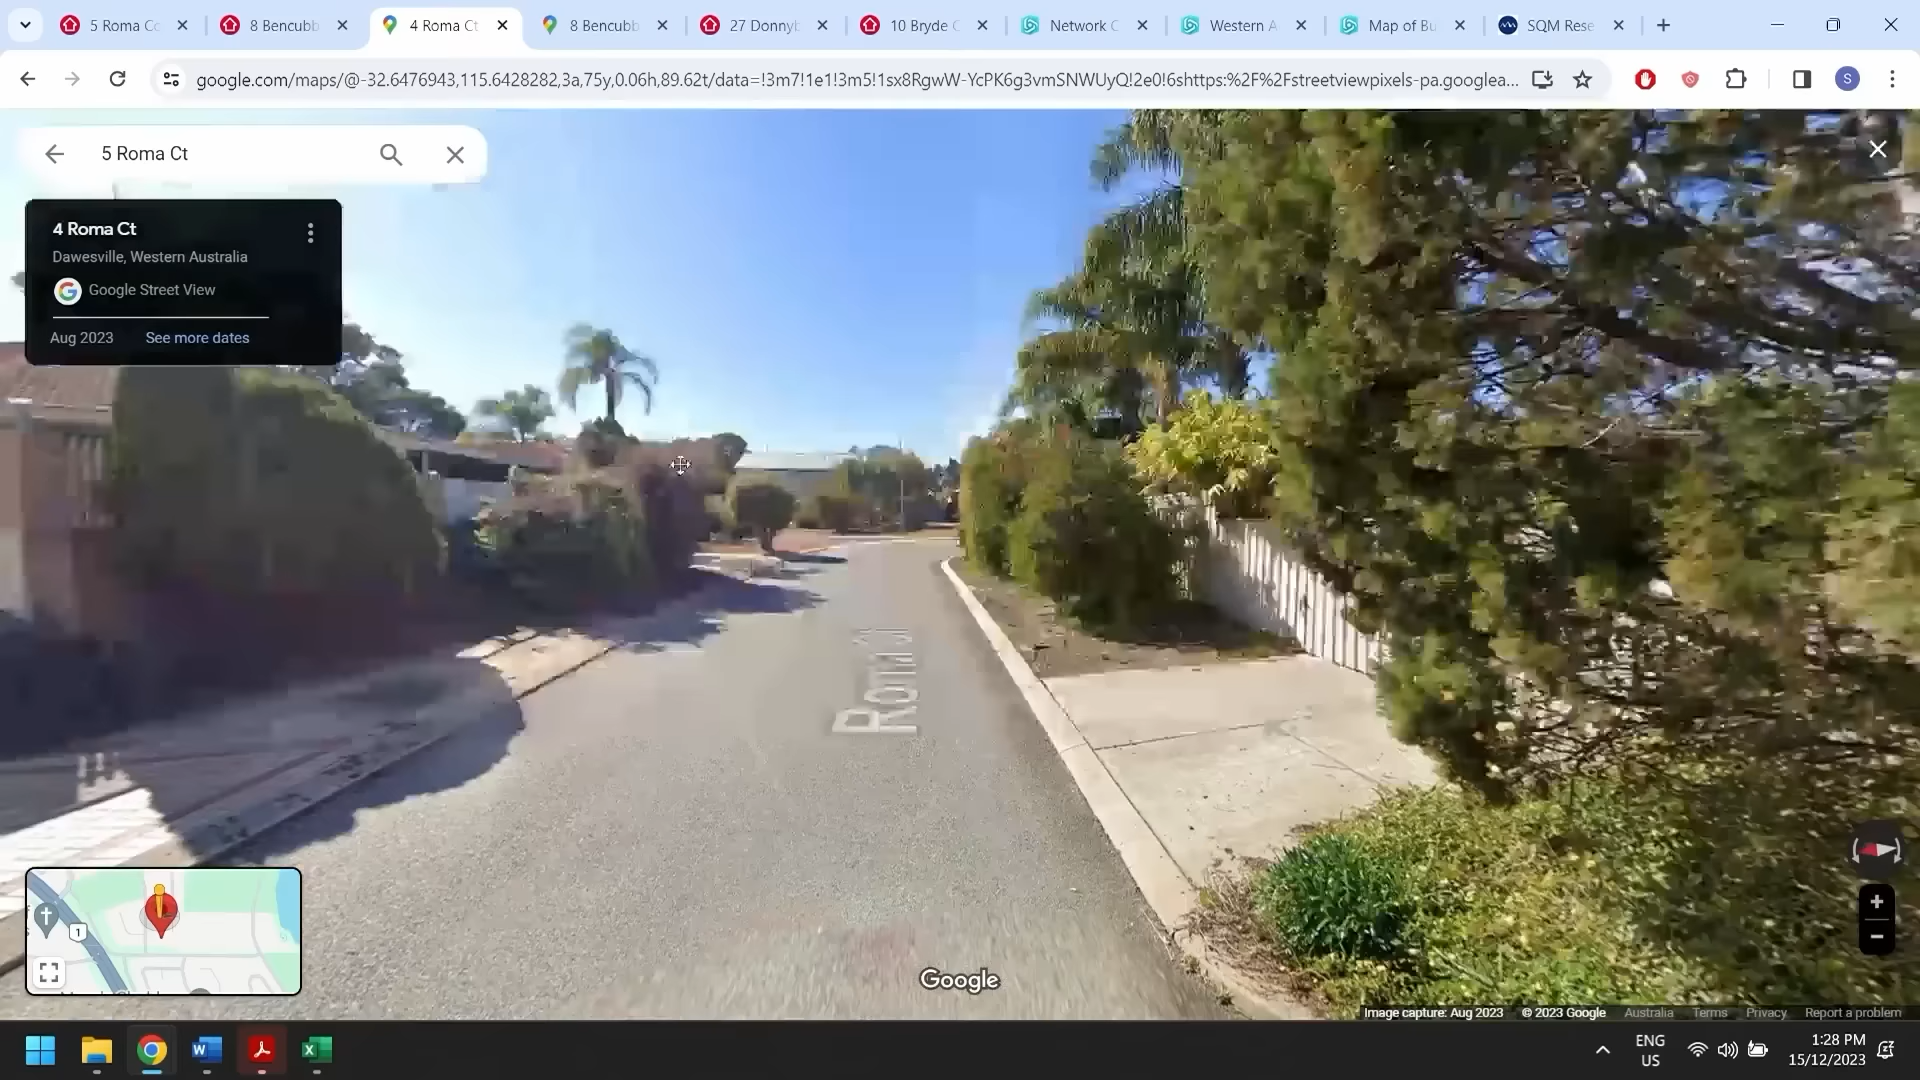 5 Roma Co
8 Bencubb
4 Roma Ct
8 Bencubb
27 Donnyb
10 Bryde C
Network C
Western A
Map of Bu
SQM Rese
google.com/maps/@-32.6476943,115.6428282,3a,75y,0.06h,89.62t/data=!3m7!1e1!3m5!1sx8RgwW-YcPK6g3vmSNWUyQ!2e0!6shttps:%2F%2Fstreetviewpixels-pa.googlea...
S
5 Roma Ct
4 Roma Ct
Dawesville, Western Australia
Google Street View
Aug 2023 See more dates
Roma Ct
1
Google
Image capture: Aug 2023 © 2023 Google Australia Terms Privacy Report a problem
ENG
US
1:28 PM
15/12/2023